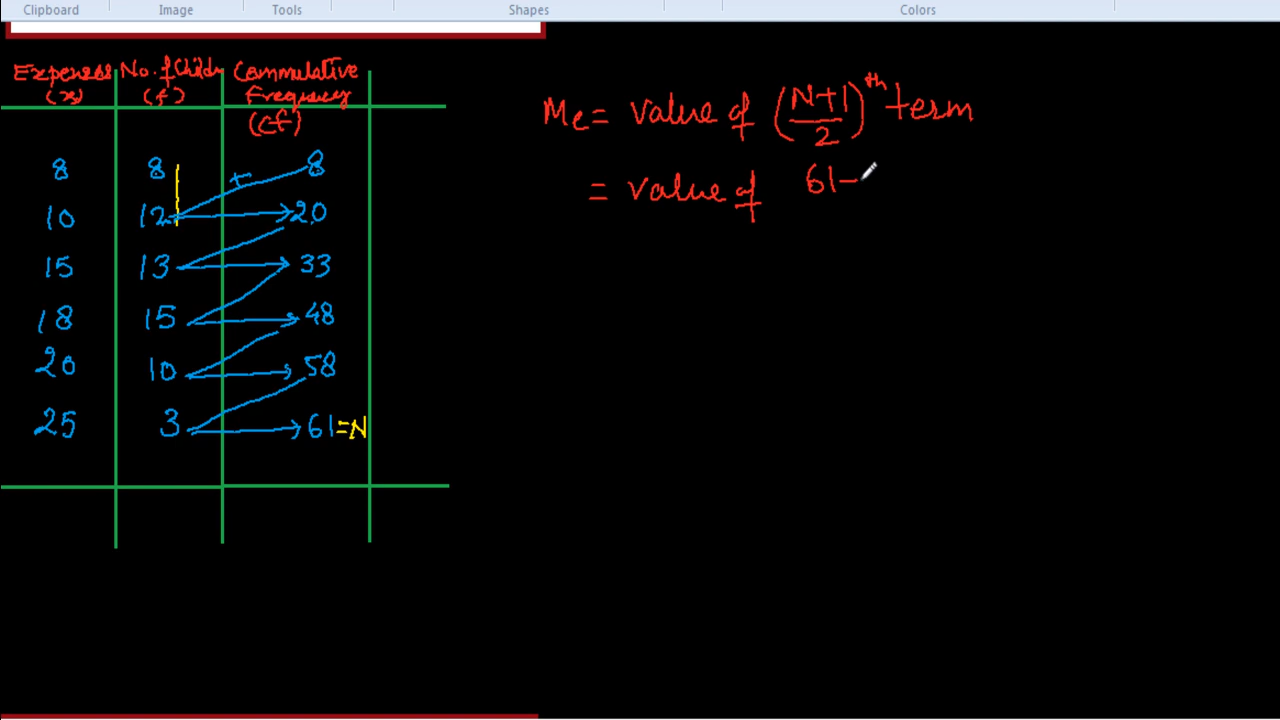 Clipboard Image Tools Shapes Colors
Expenses No. of Childn Commulative
(x) (f) Frequency
(cf)
8 8 + 8
10 12 20
15 13 33
18 15 48
20 10 58
25 3 61 =N
Me = Value of (N+1/2)th term
= Value of 61-